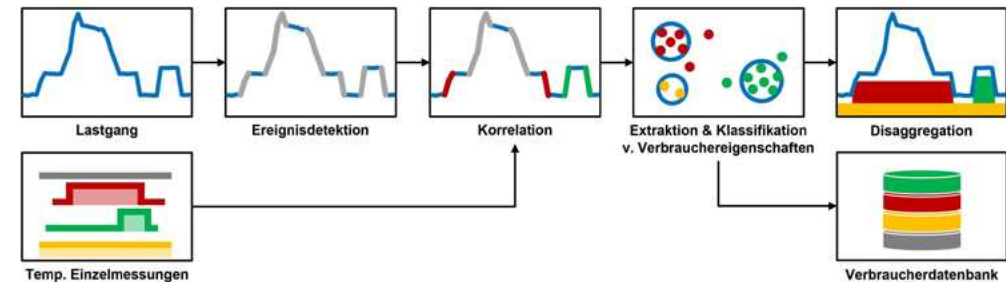 Lastgang
Ereignisdetektion
Korrelation
Extraktion & Klassifikation
v. Verbrauchereigenschaften
Disaggregation
Temp. Einzelmessungen
Verbraucherdatenbank